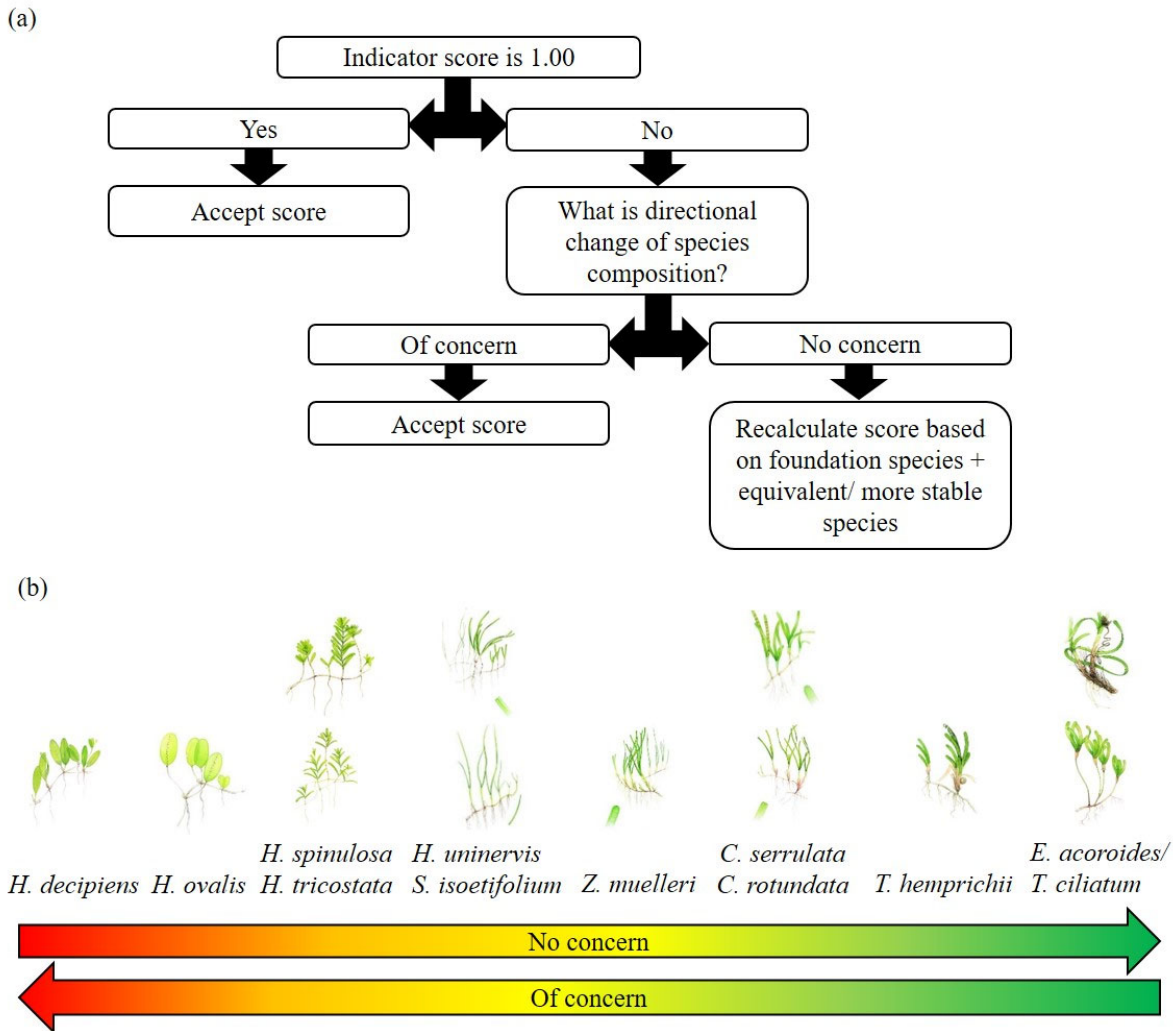 (a)
Indicator score is 1.00
Yes
No
Accept score
What is directional
change of species
composition?
Of concern
No concern
Accept score
Recalculate score based
on foundation species +
equivalent/ more stable
species
(b)
H. spinulosa
H. uninervis
C. serrulata
E. acoroides/
H. decipiens
H. ovalis
H. tricostata
S. isoetifolium
Z. muelleri
C. rotundata
T. hemprichii
T. ciliatum
No concern
Of concern